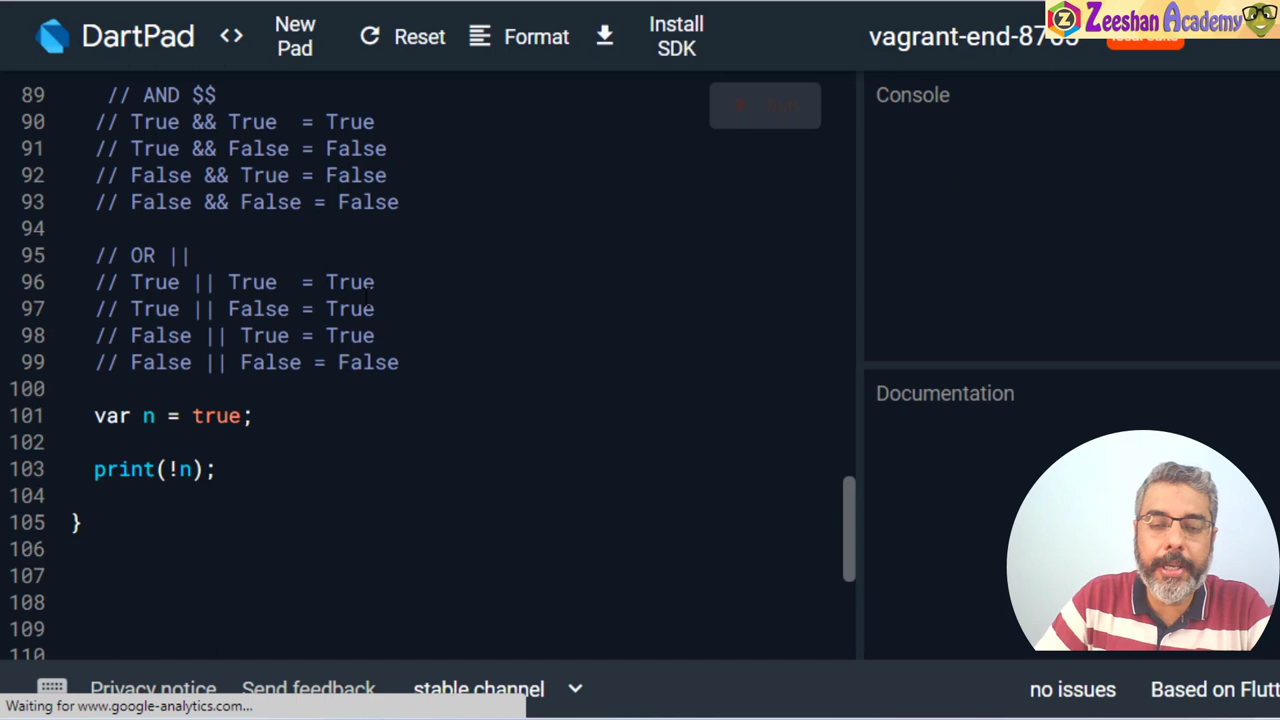 DartPad
<>
New Pad
Reset
Format
Install SDK
vagrant-end-8
Zeeshan Academy
89 // AND $$
90 // True && True  = True
91 // True && False = False
92 // False && True = False
93 // False && False = False
94
95 // OR ||
96 // True || True  = True
97 // True || False = True
98 // False || True = True
99 // False || False = False
100
101 var n = true;
102
103 print(!n);
104
105 }
106
107
108
109
110
Console
Documentation
Privacy notice
Send feedback
stable channel
no issues
Based on Flutt
Waiting for www.google-analytics.com...